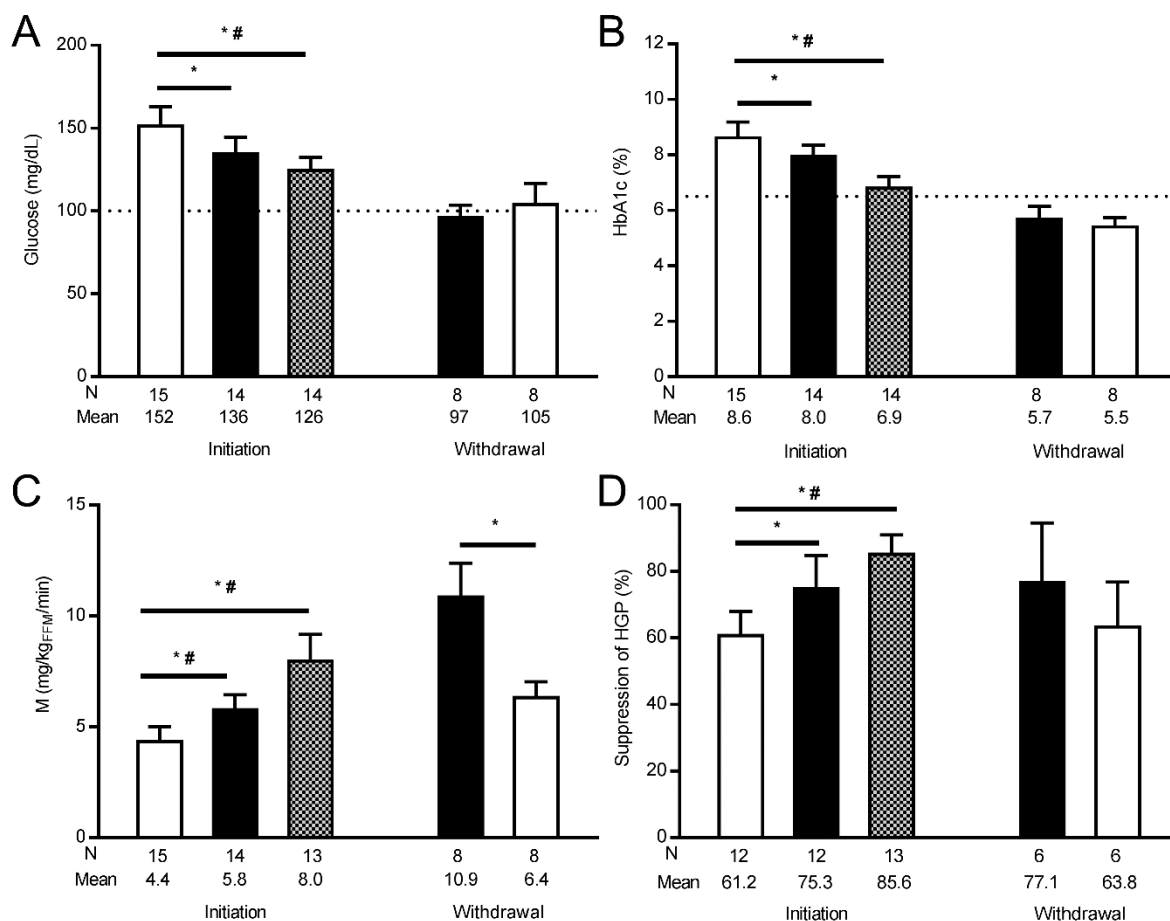 A
Glucose (mg/dL)
200
150
100
50
0
* #
*
N 15 14 14 8 8
Mean 152 136 126 97 105
Initiation Withdrawal
B
HbA1c (%)
12
10
8
6
4
2
0
* #
*
N 15 14 14 8 8
Mean 8.6 8.0 6.9 5.7 5.5
Initiation Withdrawal
C
M (mg/kgFFM/min)
15
10
5
0
* #
* #
*
N 15 14 13 8 8
Mean 4.4 5.8 8.0 10.9 6.4
Initiation Withdrawal
D
Suppression of HGP (%)
100
80
60
40
20
0
* #
*
N 12 12 13 6 6
Mean 61.2 75.3 85.6 77.1 63.8
Initiation Withdrawal